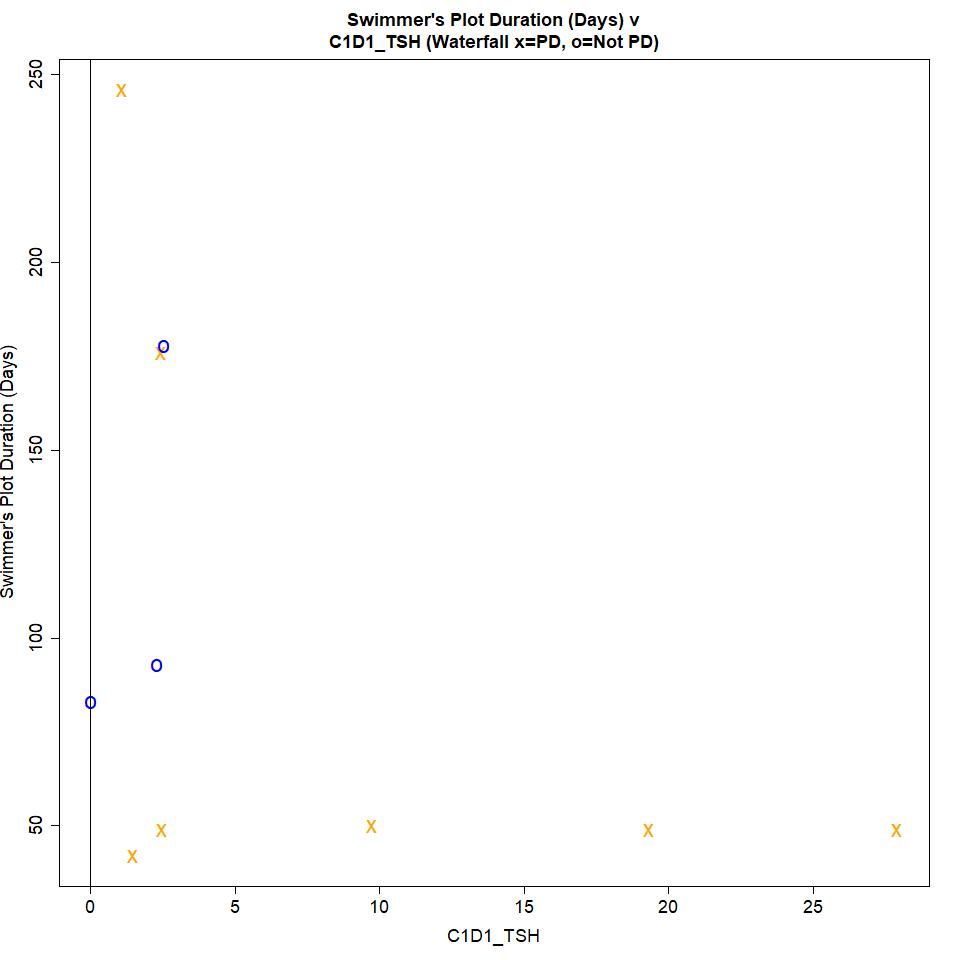 Swimmer's Plot Duration (Days) v
C1D1_TSH (Waterfall x=PD, o=Not PD)
250
200
150
100
50
Swimmer's Plot Duration (Days)
X
O
X
O
O
X
X
X
X
X
0 5 10 15 20 25
C1D1_TSH